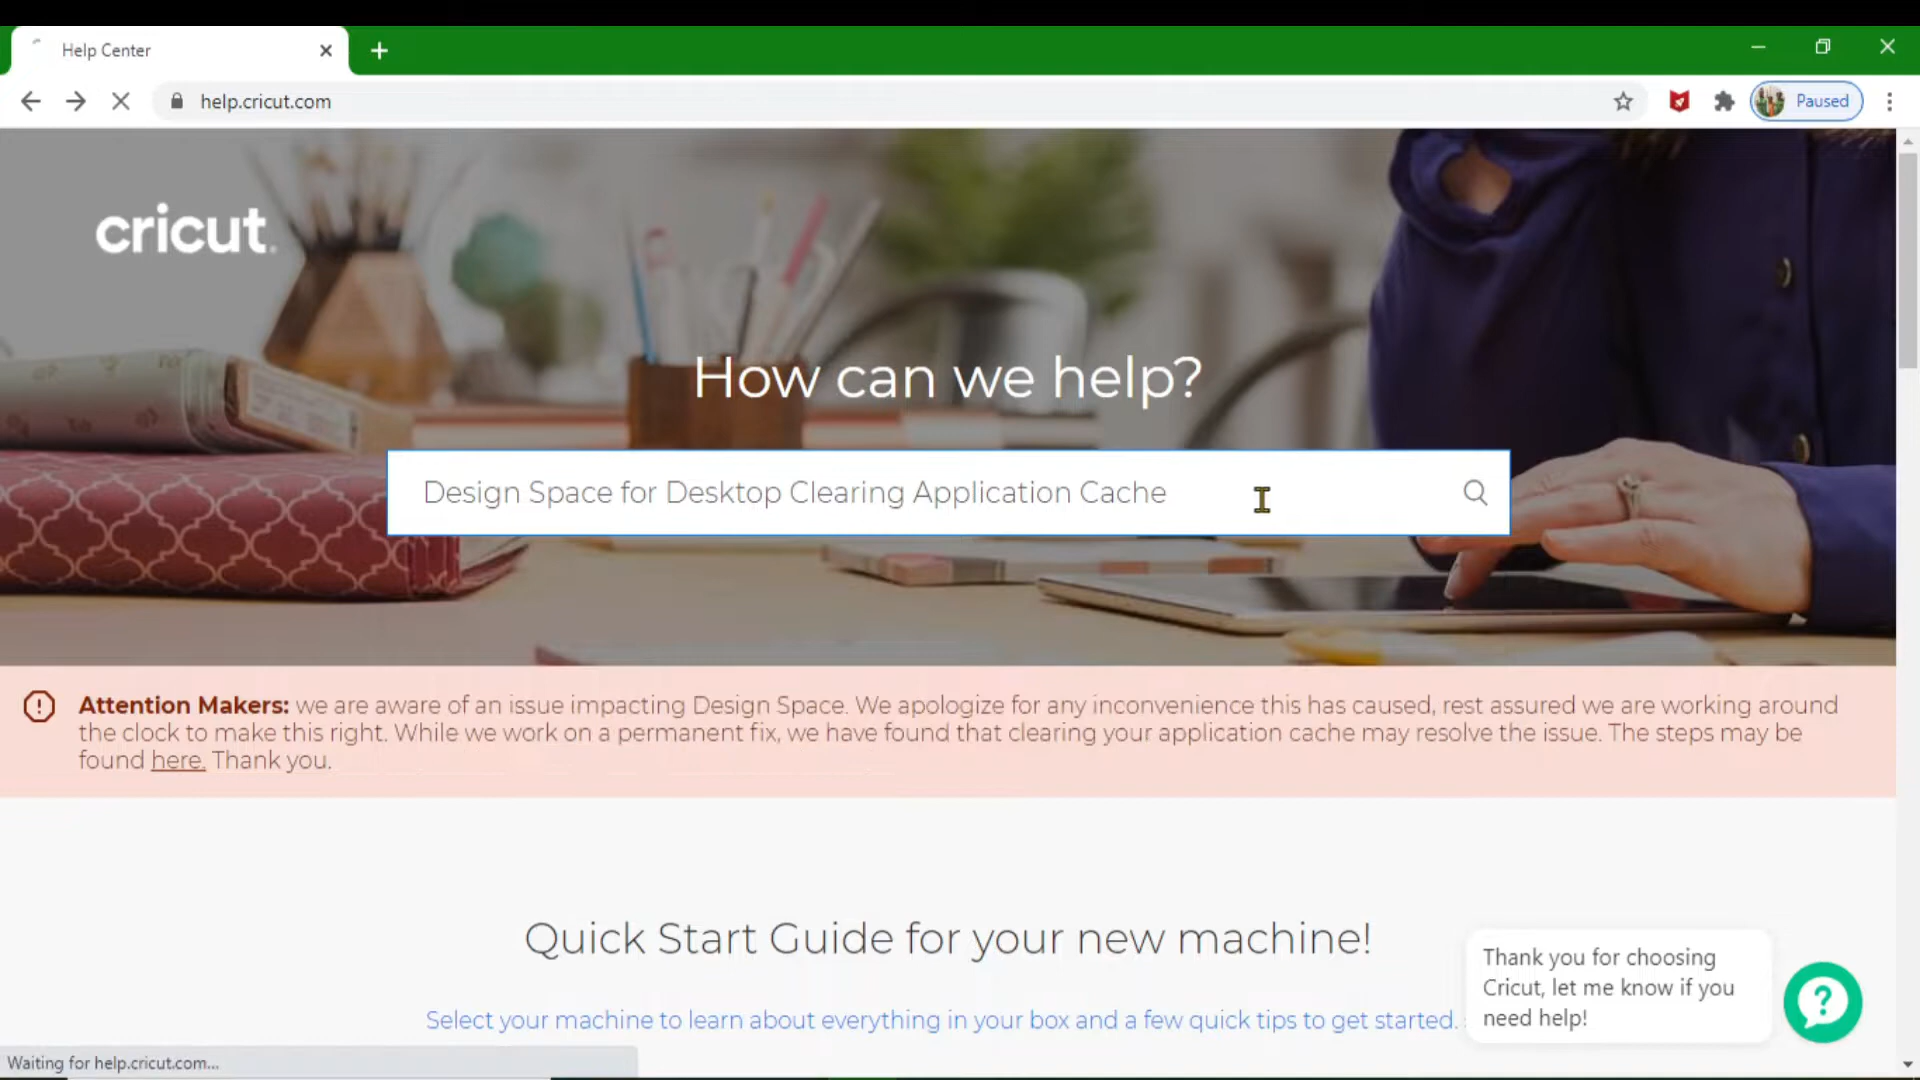 Help Center
help.cricut.com
Paused
cricut
How can we help?
Design Space for Desktop Clearing Application Cache
Attention Makers: we are aware of an issue impacting Design Space. We apologize for any inconvenience this has caused, rest assured we are working around
the clock to make this right. While we work on a permanent fix, we have found that clearing your application cache may resolve the issue. The steps may be
found here. Thank you.
Quick Start Guide for your new machine!
Select your machine to learn about everything in your box and a few quick tips to get started.
Thank you for choosing
Cricut, let me know if you
need help!
Waiting for help.cricut.com...